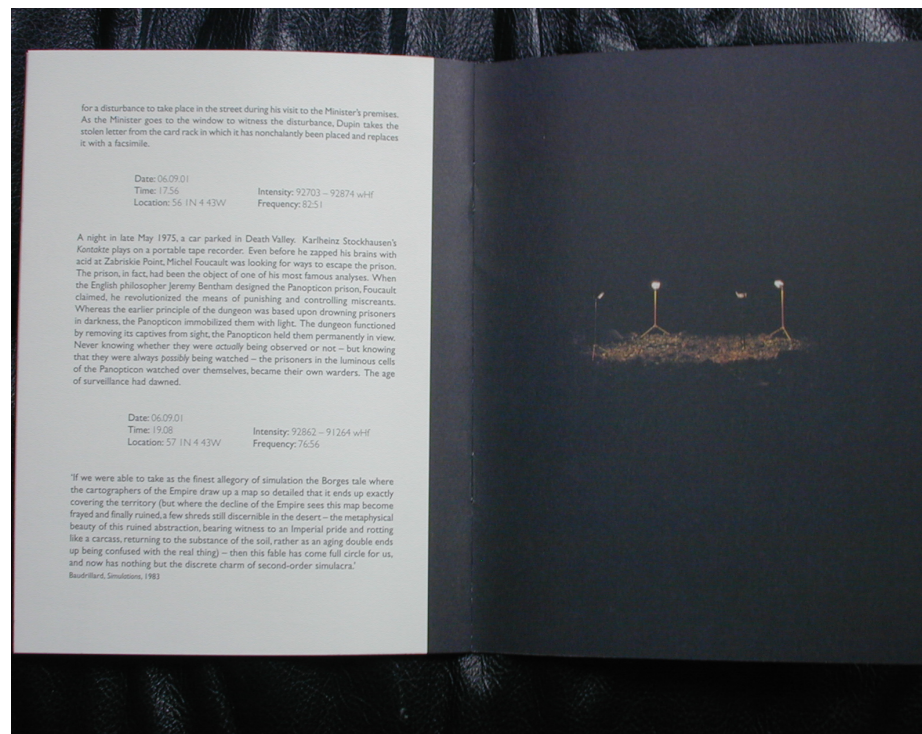 for a disturbance to take place in the street during his visit to the Minister's premises.
As the Minister goes to the window to witness the disturbance, Dupin takes the
stolen letter from the card rack in which it has nonchalantly been placed and replaces
it with a facsimile.
Date: 06.09.01
Time: 17.56 Intensity: 92703 – 92874 wHf
Location: 56 1N 4 43W Frequency: 82:51
A night in late May 1975, a car parked in Death Valley. Karlheinz Stockhausen's
Kontakte plays on a portable tape recorder. Even before he zapped his brains with
acid at Zabriskie Point, Michel Foucault was looking for ways to escape the prison.
The prison, in fact, had been the object of one of his most famous analyses. When
the English philosopher Jeremy Bentham designed the Panopticon prison, Foucault
claimed, he revolutionized the means of punishing and controlling miscreants.
Whereas the earlier principle of the dungeon was based upon drowning prisoners
in darkness, the Panopticon immobilized them with light. The dungeon functioned
by removing its captives from sight, the Panopticon held them permanently in view.
Never knowing whether they were actually being observed or not – but knowing
that they were always possibly being watched – the prisoners in the luminous cells
of the Panopticon watched over themselves, became their own warders. The age
of surveillance had dawned.
Date: 06.09.01
Time: 19.08 Intensity: 92862 – 91264 wHf
Location: 57 1N 4 43W Frequency: 76:56
'If we were able to take as the finest allegory of simulation the Borges tale where
the cartographers of the Empire draw up a map so detailed that it ends up exactly
covering the territory (but where the decline of the Empire sees this map become
frayed and finally ruined, a few shreds still discernible in the desert – the metaphysical
beauty of this ruined abstraction, bearing witness to an Imperial pride and rotting
like a carcass, returning to the substance of the soil, rather as an aging double ends
up being confused with the real thing) – then this fable has come full circle for us,
and now has nothing but the discrete charm of second-order simulacra.'
Baudrillard, Simulations, 1983